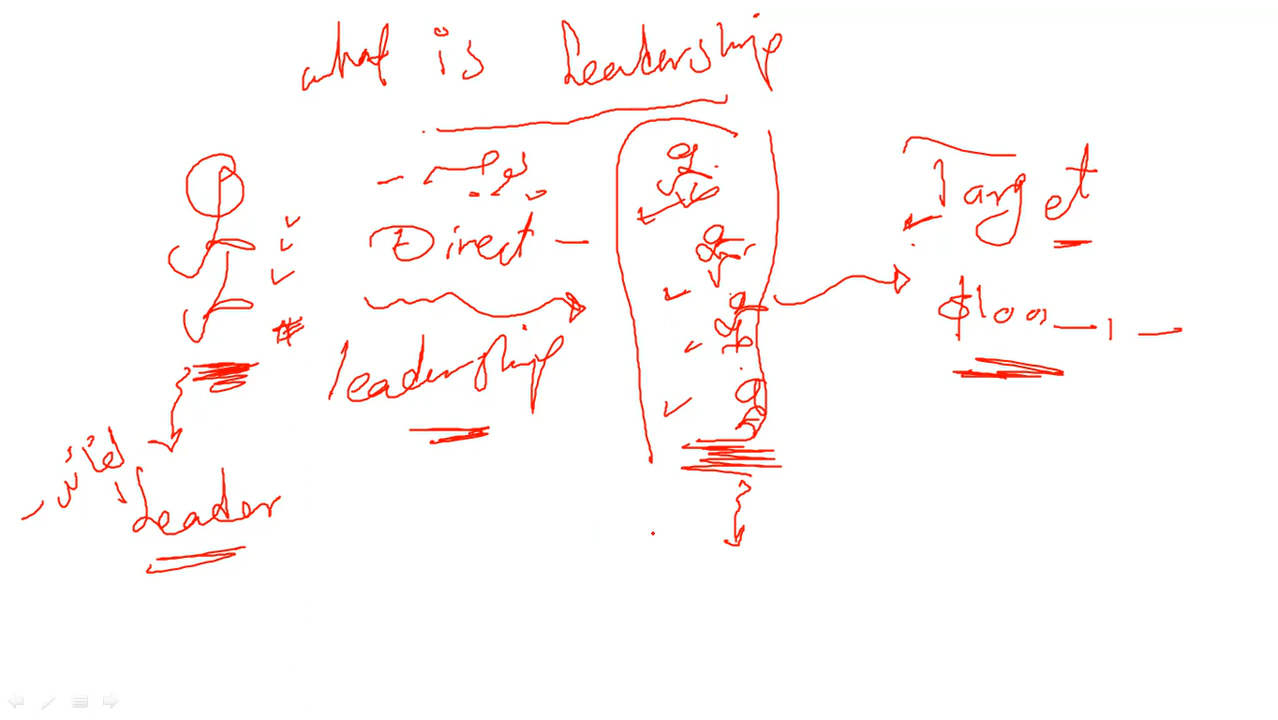 what is Leadership
Direct -
Leadership
Target
$100
Leader